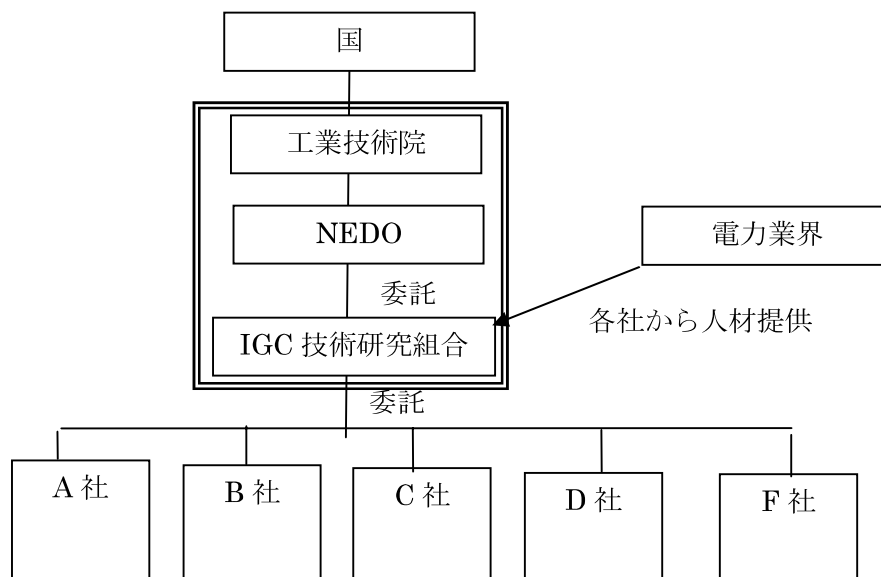 国
工業技術院
NEDO
電力業界
委託
各社から人材提供
IGC 技術研究組合
委託
A 社
B 社
C 社
D 社
F 社